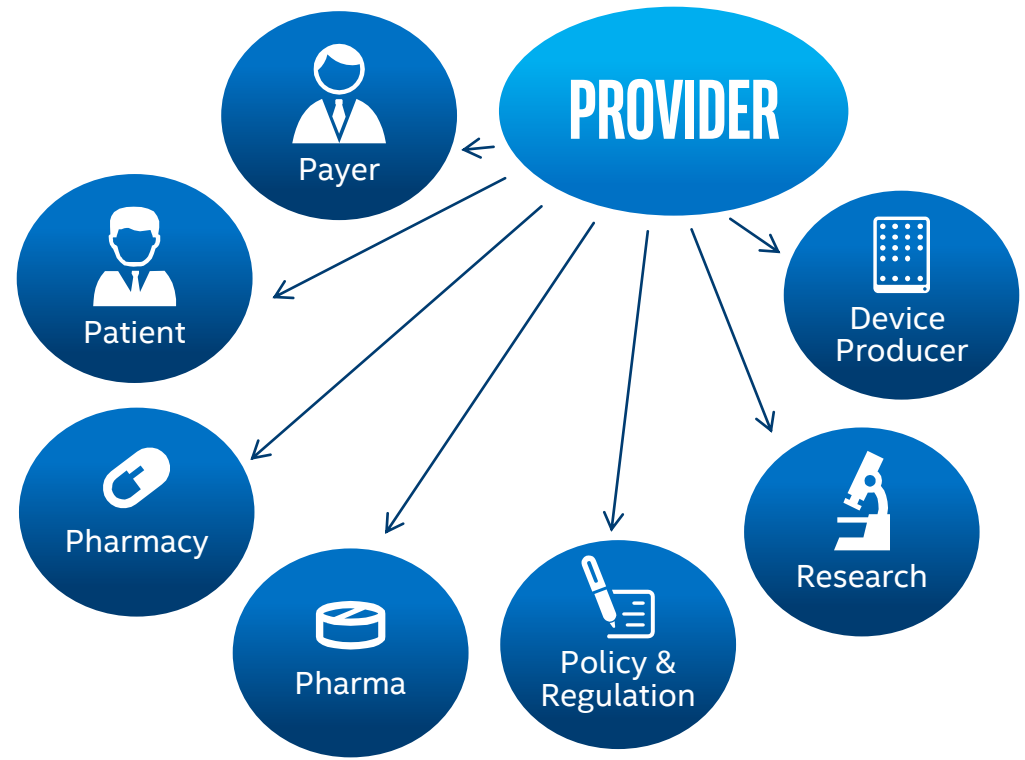 PROVIDER
Payer
Patient
Pharmacy
Pharma
Policy &
Regulation
Research
Device
Producer